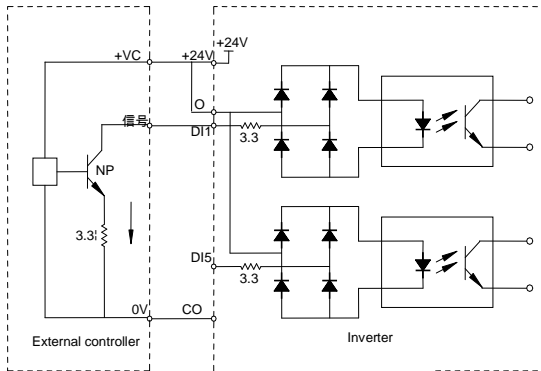 +24V
+VC
+24V
O
信号
DI1
3.3
NP
3.3
DI5
3.3
0V
CO
External controller
Inverter